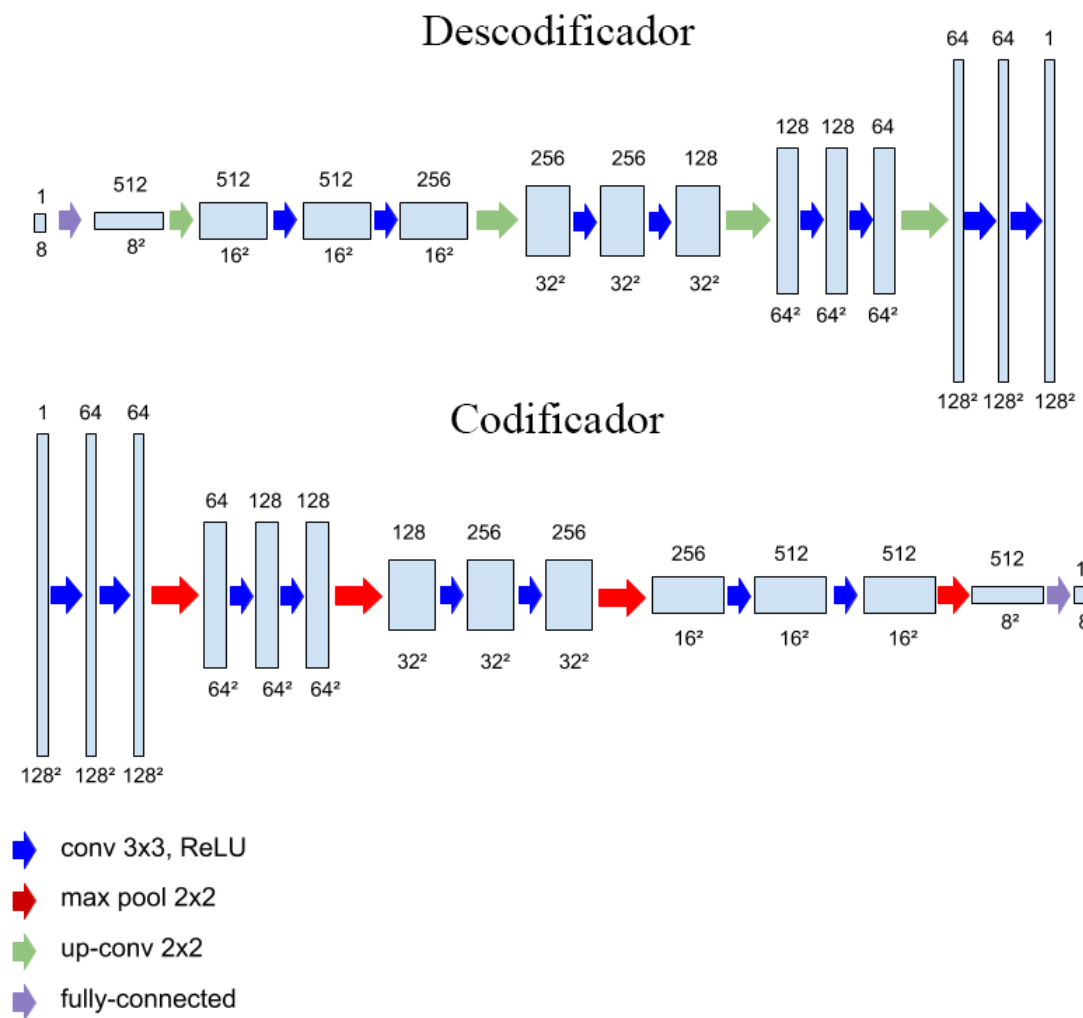 Descodificador
64 64 1
128 128 64
256 256 128
1 512 512 512 256
8 8² 16² 16² 16²
32² 32² 32²
64² 64² 64²
128² 128² 128²
Codificador
1 64 64
64 128 128
128 256 256
256 512 512 512 1
8² 8
16² 16² 16²
32² 32² 32²
64² 64² 64²
128² 128² 128²
conv 3x3, ReLU
max pool 2x2
up-conv 2x2
fully-connected